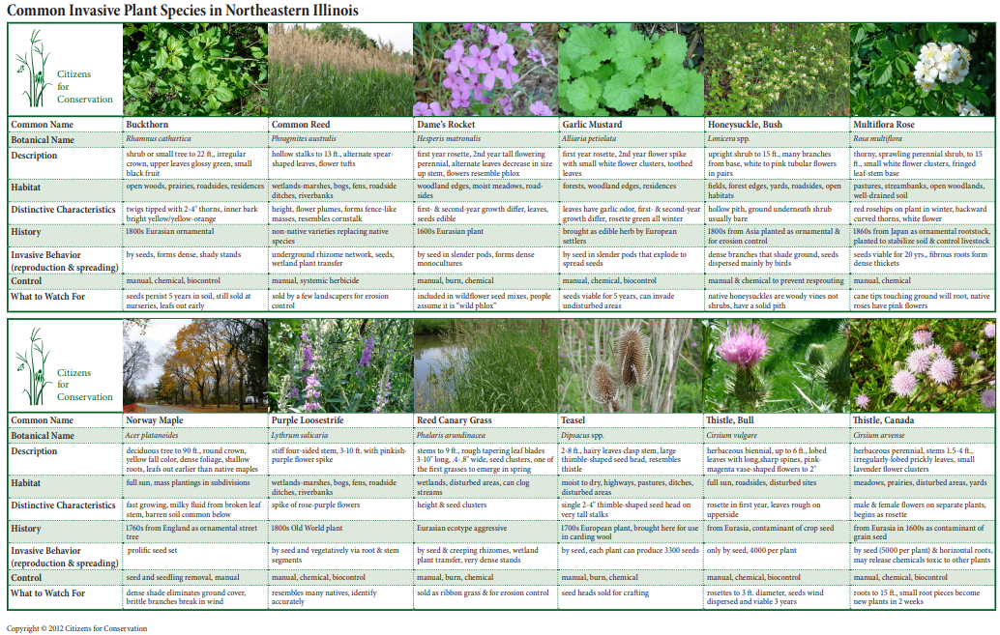 Common Invasive Plant Species in Northeastern Illinois
Citizens
for
Conservation
Common Name Buckthorn Common Reed Dame's Rocket Garlic Mustard Honeysuckle, Bush Multiflora Rose
Botanical Name Rhamnus cathartica Phragmites australis Hesperis matronalis Alliaria petiolata Lonicera spp. Rosa multiflora
Description shrub or small tree to 22 ft., irregular hollow stalks to 13 ft., alternate spear- first year rosette, 2nd year tall flowering first year rosette, 2nd year flower spike upright shrub to 15 ft., many branches thorny, sprawling perennial shrub, to 15
crown, upper leaves glossy green, small shaped leaves, flower tufts perennial, alternate leaves decrease in size with small white flower clusters, toothed from base, white to pink tubular flowers ft., small white flower clusters, fringed
black fruit up stem, flowers resemble phlox leaves in pairs leaf-stem base
Habitat open woods, prairies, roadsides, residences wetlands-marshes, bogs, fens, roadside woodland edges, moist meadows, road- forests, woodland edges, residences fields, forest edges, yards, roadsides, open pastures, streambanks, open woodlands,
ditches, riverbanks sides habitats well-drained soil
Distinctive Characteristics twigs tipped with 2-4" thorns, inner bark height, flower plumes, forms fence-like first- & second-year growth differ, leaves, leaves have garlic odor, first- & second-year hollow pith, ground underneath shrub red rosehips on plant in winter, backward
bright yellow/yellow-orange masses, resembles cornstalk seeds edible growth differ, rosette green all winter usually bare curved thorns, white flowers
History 1800s Eurasian ornamental non-native varieties replacing native 1600s Eurasian plant brought as edible herb by European 1800s from Asia planted as ornamental & 1860s from Japan as ornamental rootstock,
species settlers for erosion control planted to stabilize soil & control livestock
Invasive Behavior by seeds, forms dense, shady stands underground rhizome network, seeds, by seed in slender pods, forms dense by seed in slender pods that explode to dense branches that shade ground, seeds seeds viable for 20 yrs., fibrous roots form
(reproduction & spreading) wetland plant transfer monocultures spread seeds dispersed mainly by birds dense thickets
Control manual, chemical, biocontrol manual, systemic herbicide manual, burn, chemical manual, chemical, biocontrol manual & chemical to prevent resprouting manual, chemical
What to Watch For seeds persist 5 years in soil, still sold at sold by a few landscapers for erosion included in wildflower seed mixes, people seeds viable for 5 years, can invade native honeysuckles are woody vines not cane tips touching ground will root, native
nurseries, leafs out early control assume it is "wild phlox" undisturbed areas shrubs, have a solid pith roses have pink flowers
Citizens
for
Conservation
Common Name Norway Maple Purple Loosestrife Reed Canary Grass Teasel Thistle, Bull Thistle, Canada
Botanical Name Acer platanoides Lythrum salicaria Phalaris arundinacea Dipsacus spp. Cirsium vulgare Cirsium arvense
Description deciduous tree to 90 ft., round crown, stiff four-sided stem, 3-10 ft. with pinkish- stems to 9 ft., rough tapering leaf blades 2-8 ft., hairy leaves clasp stem, large herbaceous biennial, up to 6 ft., lobed herbaceous perennial, stems 1.5-4 ft.,
yellow fall color, dense foliage, shallow purple flower spike 3-10" long, .4-.8" wide, seed clusters, one of thimble-shaped seed head, resembles leaves with long,sharp spines, pink- irregularly-lobed prickly leaves, small
roots, leafs out earlier than native maples the first grasses to emerge in spring thistle magenta vase-shaped flowers to 2" lavender flower clusters
Habitat full sun, mass plantings in subdivisions wetlands-marshes, bogs, fens, roadside wetlands, disturbed areas, can clog moist to dry, highways, pastures, ditches, full sun, roadsides, disturbed sites meadows, prairies, disturbed areas, yards
ditches, riverbanks streams disturbed areas
Distinctive Characteristics fast growing, milky fluid from broken leaf spike of rose-purple flowers height & seed clusters single 2-4" thimble-shaped seed head on rosette in first year, leaves rough on male & female flowers on separate plants,
stem, barren soil common below very tall stalks upperside begins as rosette
History 1760s from England as ornamental street 1800s Old World plant Eurasian ecotype aggressive 1700s European plant, brought here for use from Eurasia, contaminant of crop seed from Eurasia in 1600s as contaminant of
tree in carding wool grain seed
Invasive Behavior prolific seed set by seed and vegetatively via root & stem by seed & creeping rhizomes, wetland by seed, each plant can produce 3300 seeds only by seed, 4000 per plant by seed (5000 per plant) & horizontal roots,
(reproduction & spreading) segments plant transfer, very dense stands may release chemicals toxic to other plants
Control seed and seedling removal, manual manual, chemical, biocontrol manual, burn, chemical manual, burn, chemical manual, chemical, biocontrol manual, chemical, biocontrol
What to Watch For dense shade eliminates ground cover, resembles many natives, identify sold as ribbon grass & for erosion control seed heads sold for crafting rosettes to 3 ft. diameter, seeds wind roots to 15 ft., small root pieces become
brittle branches break in wind accurately dispersed and viable 3 years new plants in 2 weeks
Copyright © 2012 Citizens for Conservation